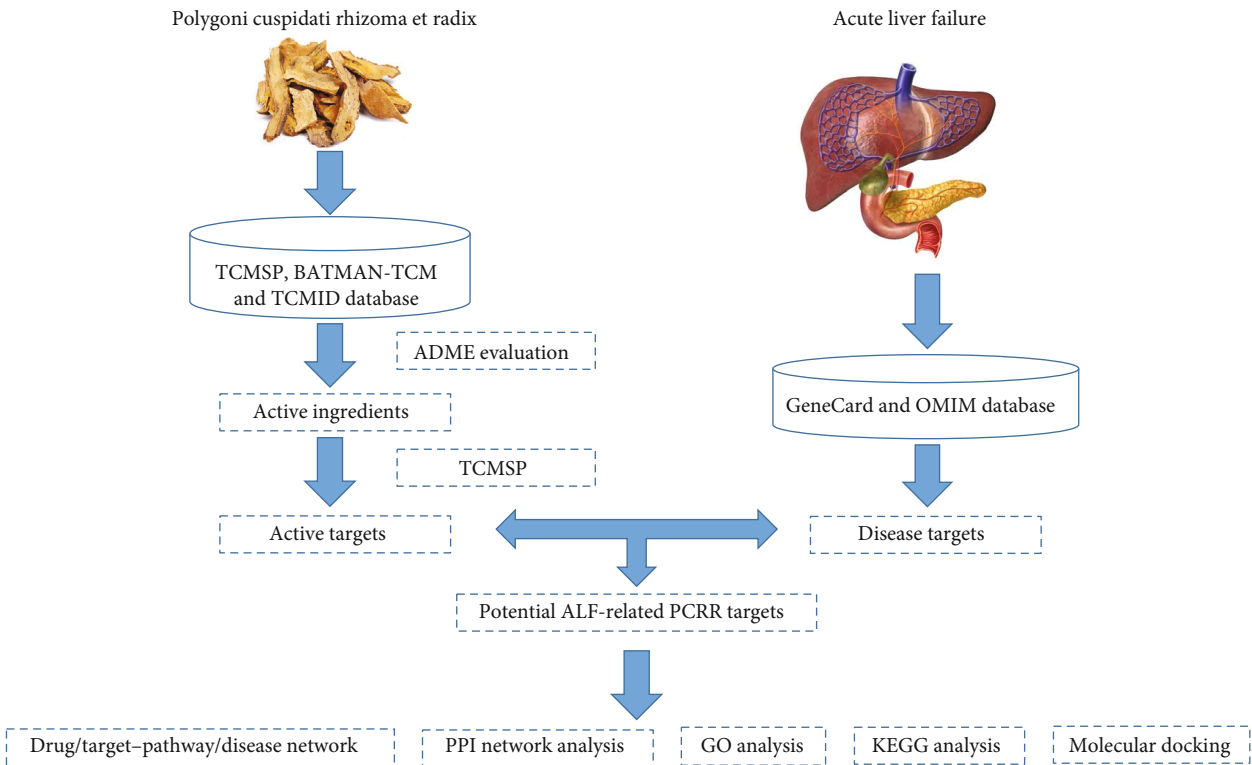 Polygoni cuspidati rhizoma et radix
Acute liver failure
TCMSP, BATMAN-TCM
and TCMID database
ADME evaluation
Active ingredients
GeneCard and OMIM database
TCMSP
Active targets
Disease targets
Potential ALF-related PCRR targets
Drug/target–pathway/disease network
PPI network analysis
GO analysis
KEGG analysis
Molecular docking